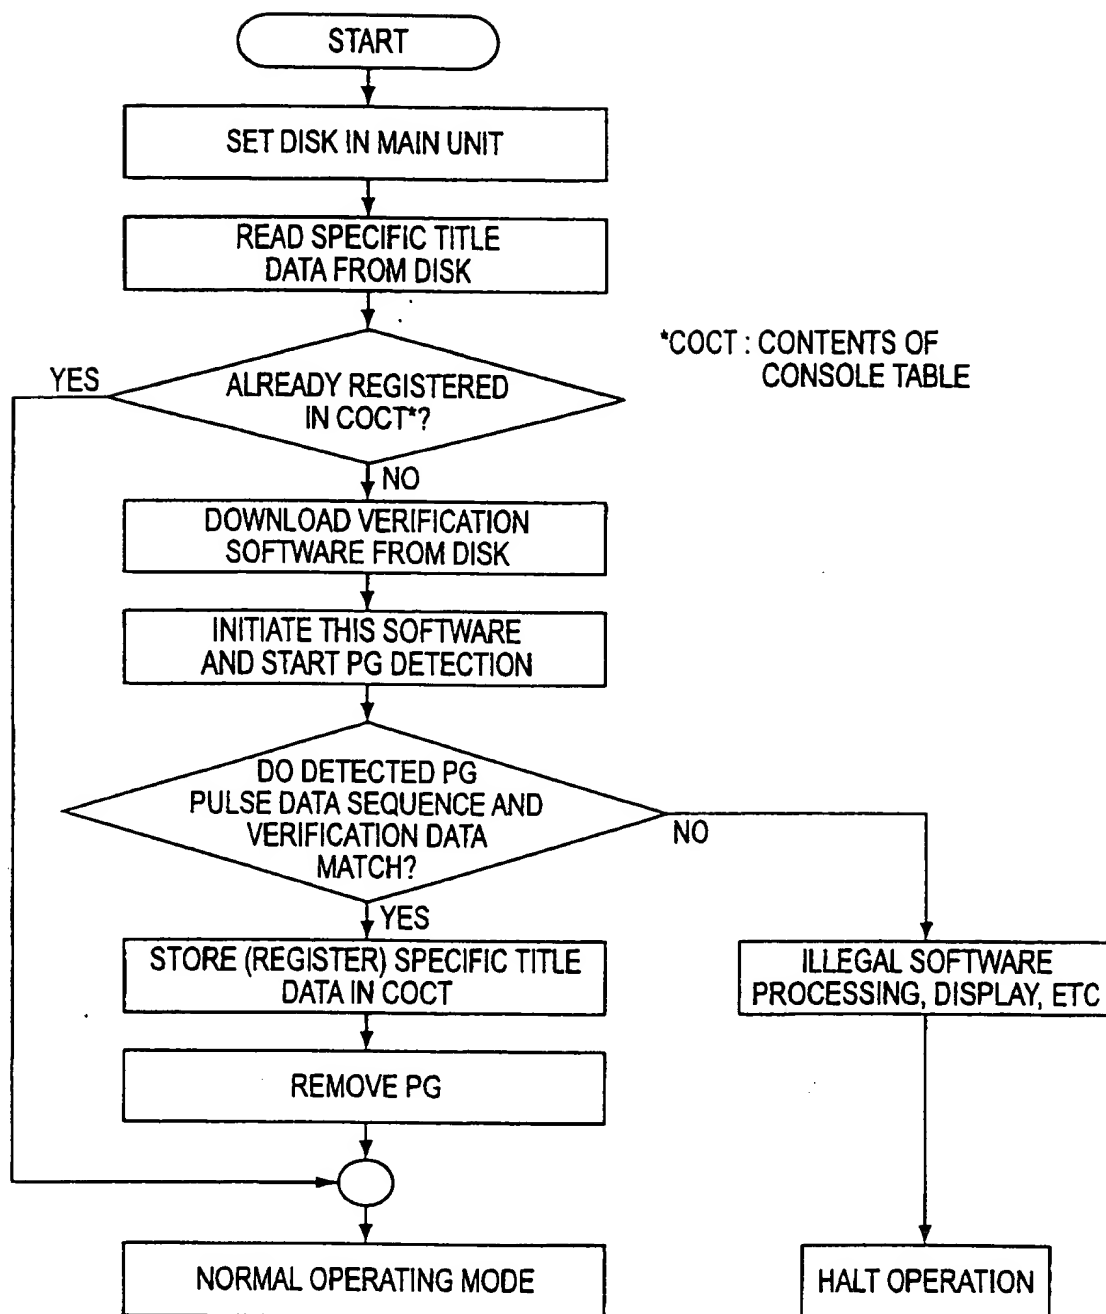 START
SET DISK IN MAIN UNIT
READ SPECIFIC TITLE
DATA FROM DISK
*COCT : CONTENTS OF
CONSOLE TABLE
YES
ALREADY REGISTERED
IN COCT*?
NO
DOWNLOAD VERIFICATION
SOFTWARE FROM DISK
INITIATE THIS SOFTWARE
AND START PG DETECTION
DO DETECTED PG
PULSE DATA SEQUENCE AND
VERIFICATION DATA
MATCH?
NO
YES
STORE (REGISTER) SPECIFIC TITLE
DATA IN COCT
ILLEGAL SOFTWARE
PROCESSING, DISPLAY, ETC
REMOVE PG
NORMAL OPERATING MODE
HALT OPERATION